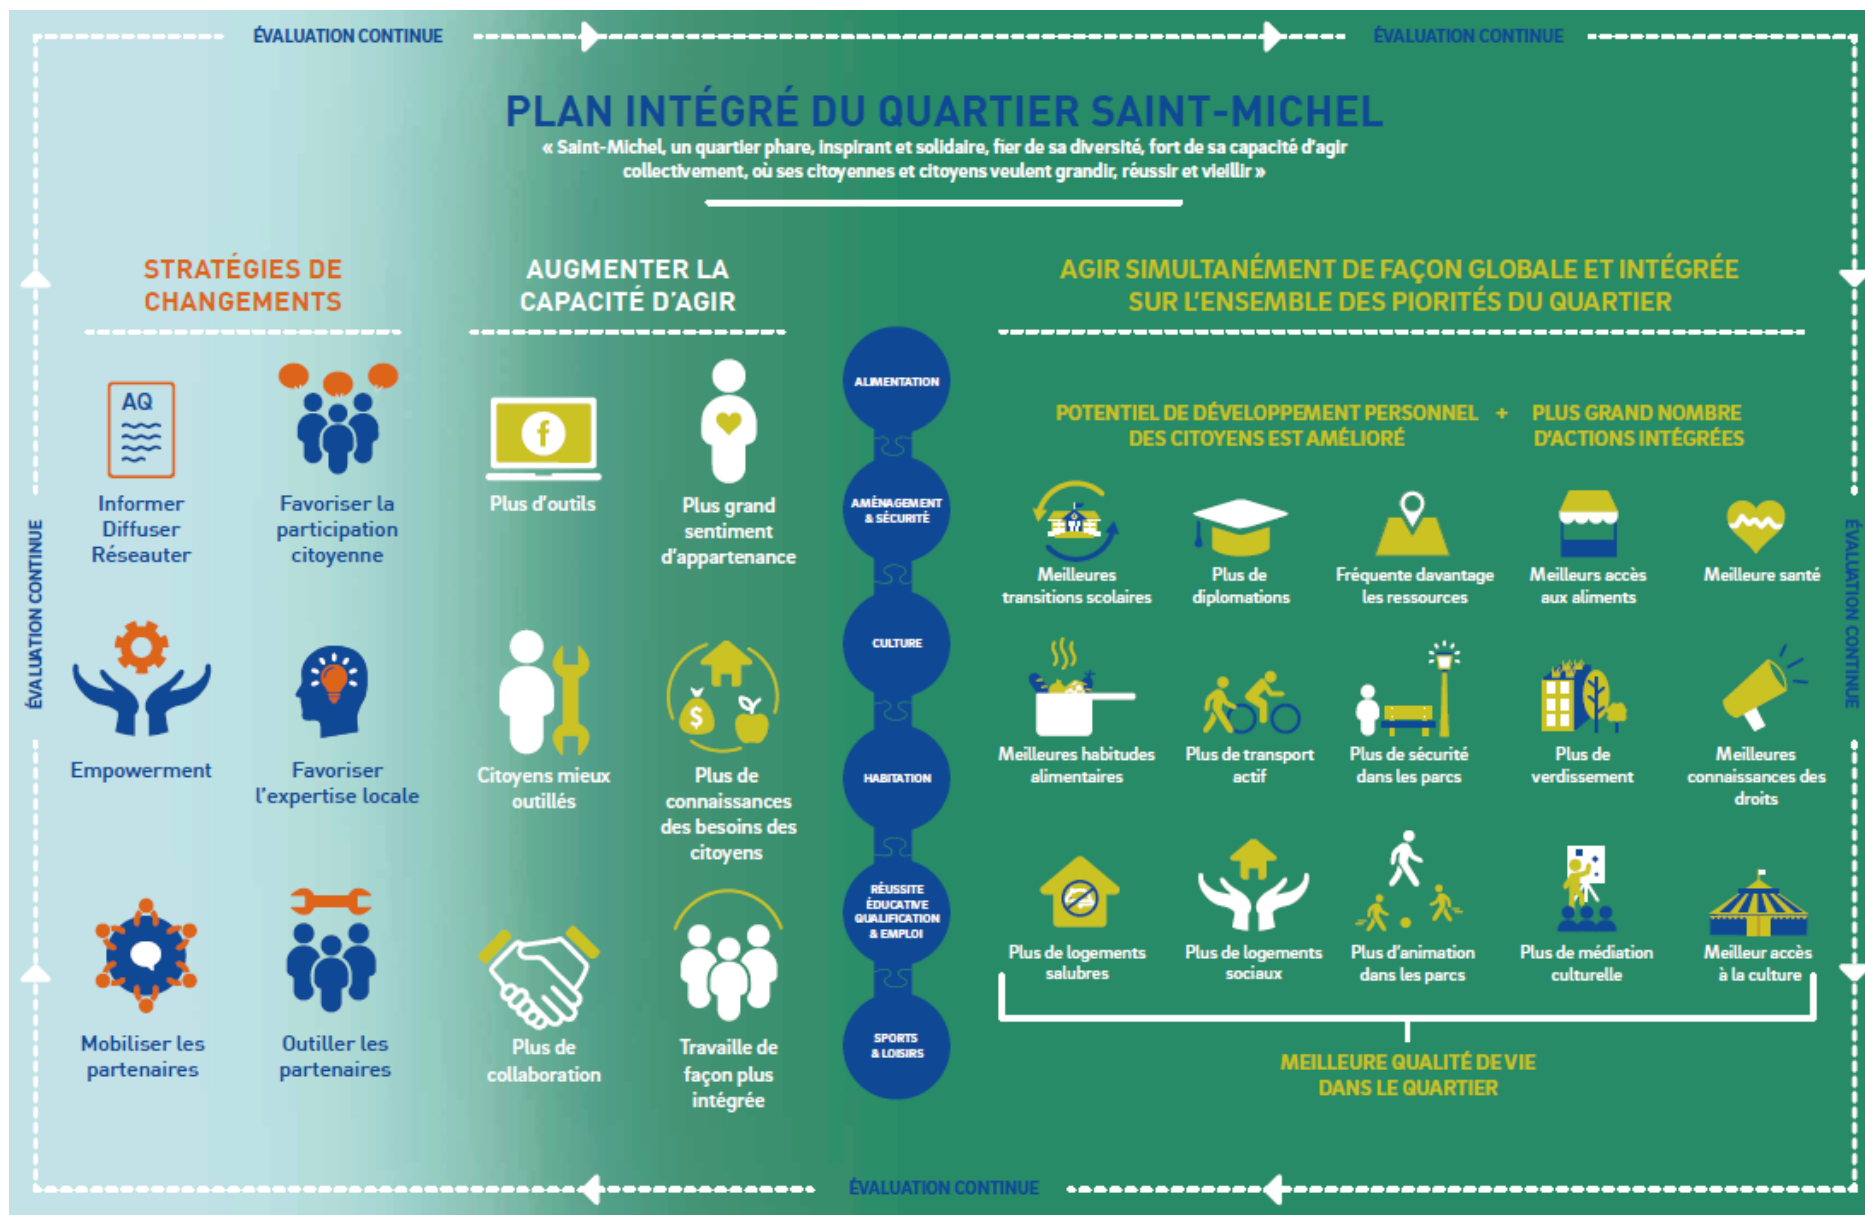 ÉVALUATION CONTINUE
ÉVALUATION CONTINUE
PLAN INTÉGRÉ DU QUARTIER SAINT-MICHEL
« Saint-Michel, un quartier phare, inspirant et solidaire, fier de sa diversité, fort de sa capacité d'agir
collectivement, où ses citoyennes et citoyens veulent grandir, réussir et vieillir »
STRATÉGIES DE
CHANGEMENTS
AQ
Informer
Diffuser
Réseauter
Favoriser la
participation
citoyenne
Empowerment
Favoriser
l'expertise locale
Mobiliser les
partenaires
Outiller les
partenaires
AUGMENTER LA
CAPACITÉ D'AGIR
f
Plus d'outils
Plus grand
sentiment
d'appartenance
Citoyens mieux
outillés
$
Plus de
connaissances
des besoins des
citoyens
Plus de
collaboration
Travaille de
façon plus
intégrée
ALIMENTATION
AMÉNAGEMENT
& SÉCURITÉ
CULTURE
HABITATION
RÉUSSITE
ÉDUCATIVE
QUALIFICATION
& EMPLOI
SPORTS
& LOISIRS
AGIR SIMULTANÉMENT DE FAÇON GLOBALE ET INTÉGRÉE
SUR L'ENSEMBLE DES PIORITÉS DU QUARTIER
POTENTIEL DE DÉVELOPPEMENT PERSONNEL
DES CITOYENS EST AMÉLIORÉ
+
PLUS GRAND NOMBRE
D'ACTIONS INTÉGRÉES
Meilleures
transitions scolaires
Plus de
diplomations
Fréquente davantage
les ressources
Meilleurs accès
aux aliments
Meilleure santé
Meilleures habitudes
alimentaires
Plus de transport
actif
Plus de sécurité
dans les parcs
Plus de
verdissement
Meilleures
connaissances des
droits
Plus de logements
salubres
Plus de logements
sociaux
Plus d'animation
dans les parcs
Plus de médiation
culturelle
Meilleur accès
à la culture
MEILLEURE QUALITÉ DE VIE
DANS LE QUARTIER
ÉVALUATION CONTINUE
ÉVALUATION CONTINUE
ÉVALUATION CONTINUE